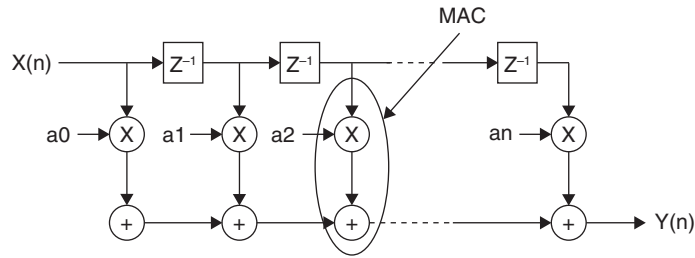 MAC
X(n) Z⁻¹ Z⁻¹ Z⁻¹
a0 X a1 X a2 X an X
+ + + + Y(n)